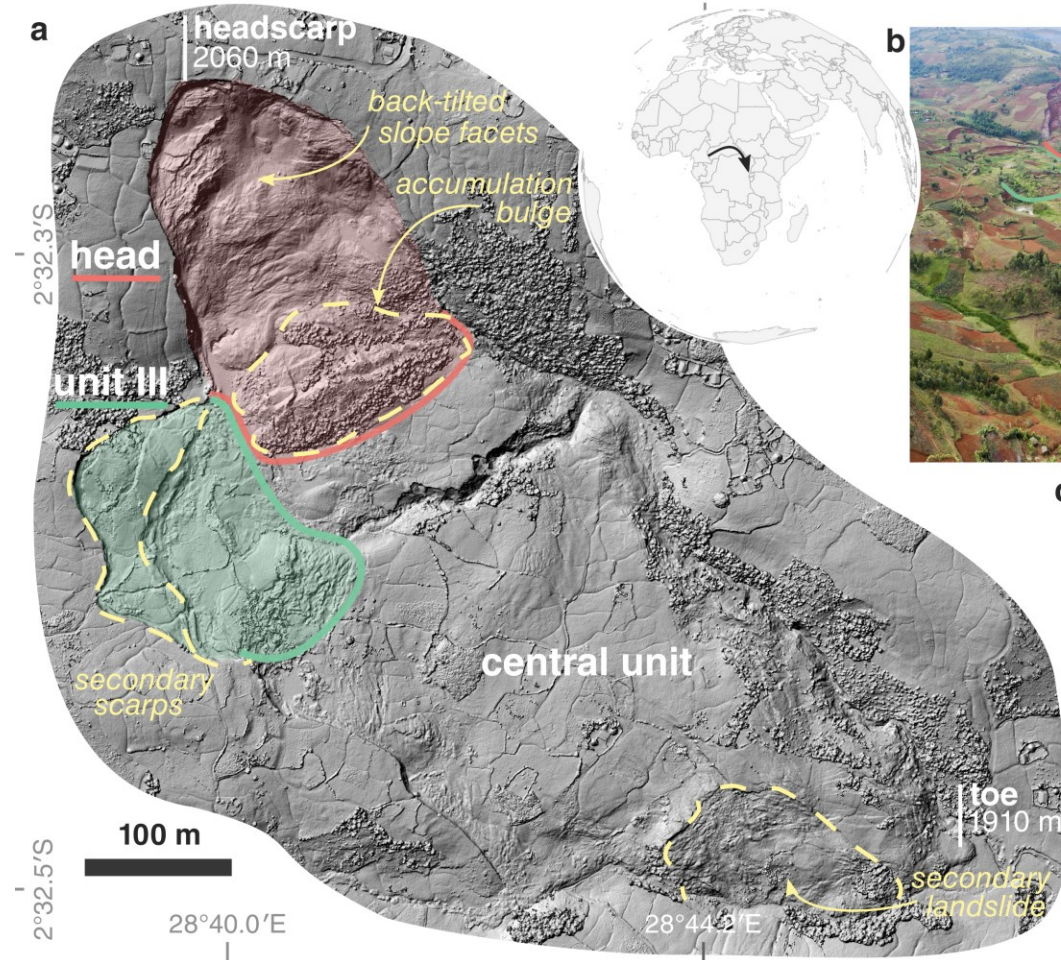 a
headscarp
2060 m
b
back-tilted
slope facets
accumulation
bulge
2°32.3′S
head
unit III
c
central unit
secondary
scarps
toe
1910 m
100 m
secondary
landslide
2°32.5′S
28°40.0′E
28°44.2′E